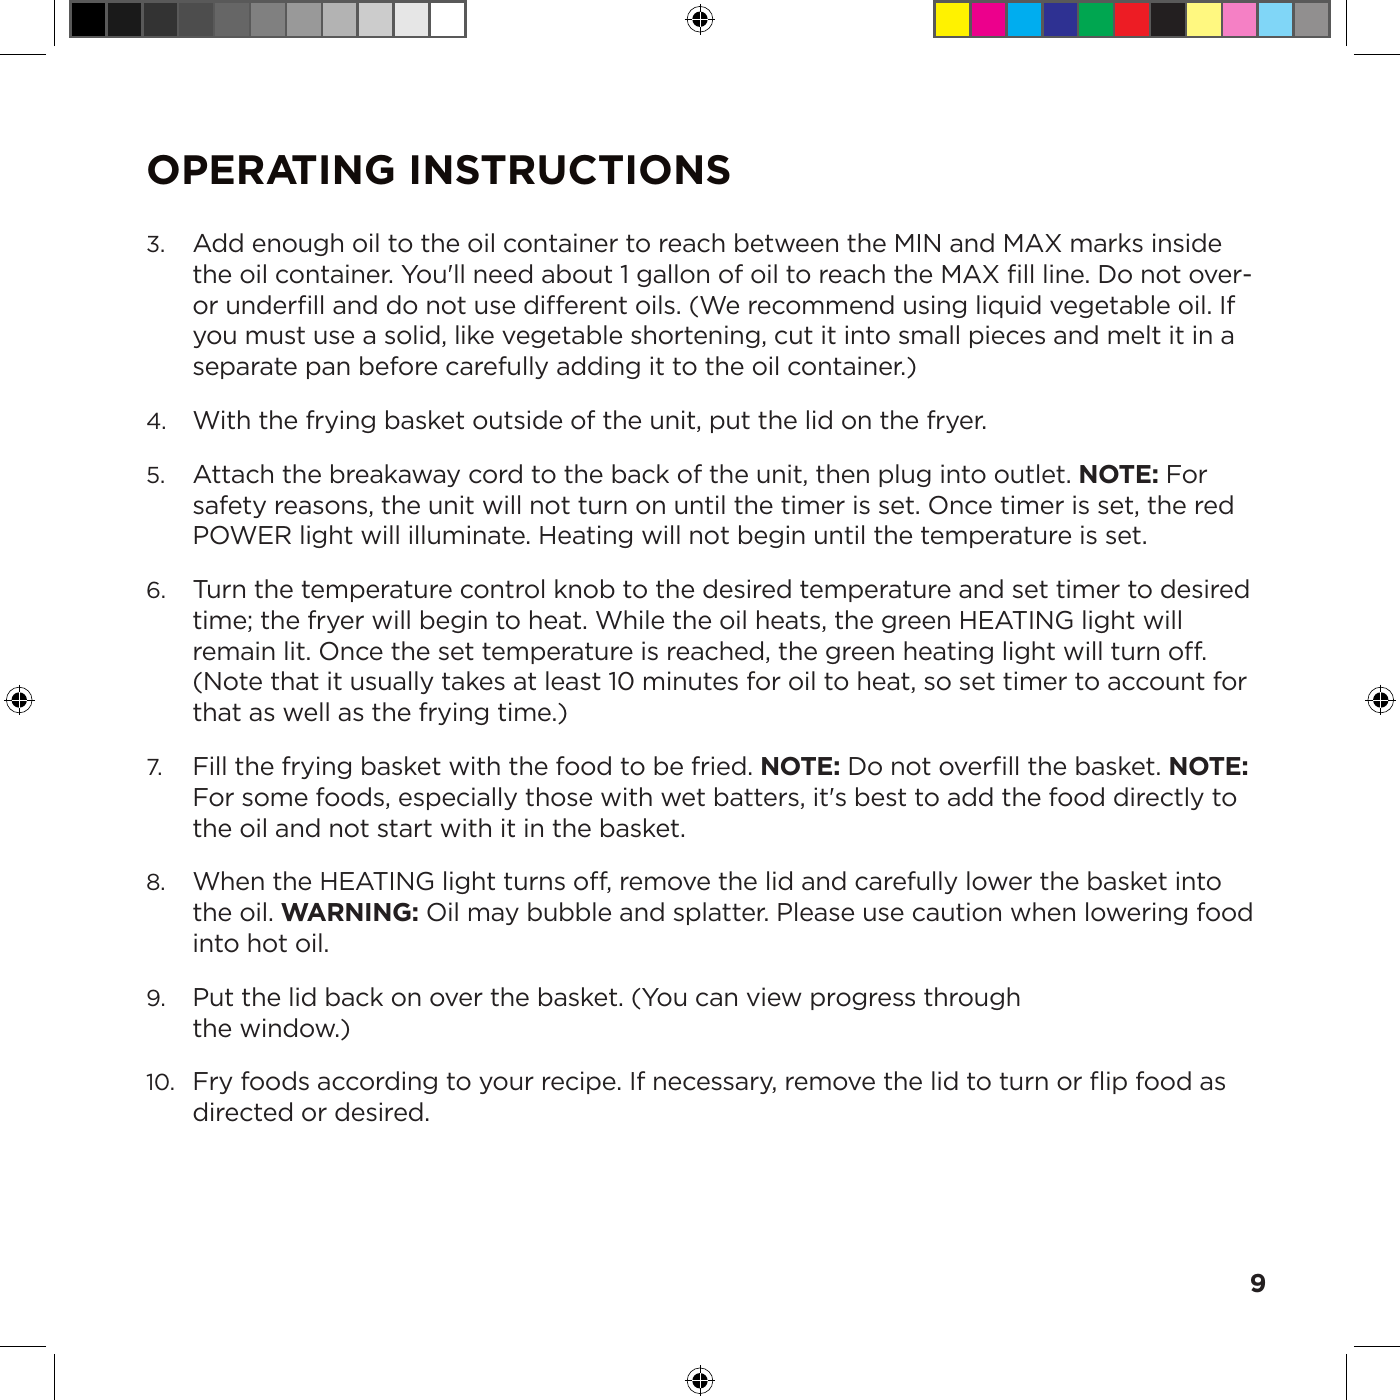 OPERATING INSTRUCTIONS
3. Add enough oil to the oil container to reach between the MIN and MAX marks inside
the oil container. You'll need about 1 gallon of oil to reach the MAX fill line. Do not over-
or underfill and do not use different oils. (We recommend using liquid vegetable oil. If
you must use a solid, like vegetable shortening, cut it into small pieces and melt it in a
separate pan before carefully adding it to the oil container.)
4. With the frying basket outside of the unit, put the lid on the fryer.
5. Attach the breakaway cord to the back of the unit, then plug into outlet. NOTE: For
safety reasons, the unit will not turn on until the timer is set. Once timer is set, the red
POWER light will illuminate. Heating will not begin until the temperature is set.
6. Turn the temperature control knob to the desired temperature and set timer to desired
time; the fryer will begin to heat. While the oil heats, the green HEATING light will
remain lit. Once the set temperature is reached, the green heating light will turn off.
(Note that it usually takes at least 10 minutes for oil to heat, so set timer to account for
that as well as the frying time.)
7. Fill the frying basket with the food to be fried. NOTE: Do not overfill the basket. NOTE:
For some foods, especially those with wet batters, it's best to add the food directly to
the oil and not start with it in the basket.
8. When the HEATING light turns off, remove the lid and carefully lower the basket into
the oil. WARNING: Oil may bubble and splatter. Please use caution when lowering food
into hot oil.
9. Put the lid back on over the basket. (You can view progress through
the window.)
10. Fry foods according to your recipe. If necessary, remove the lid to turn or flip food as
directed or desired.
9